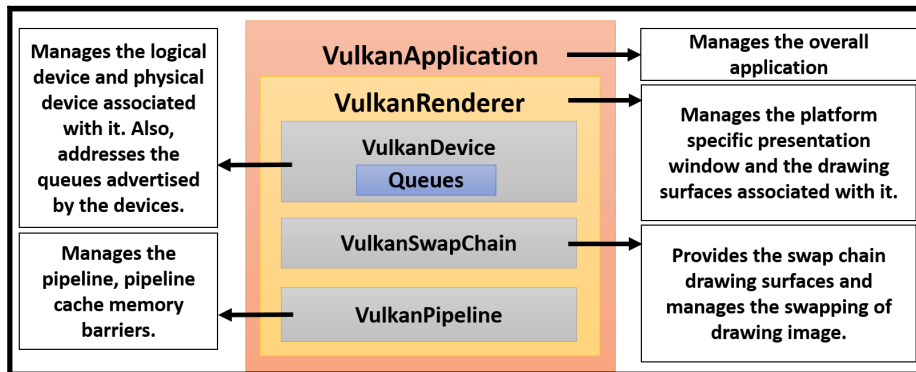 Manages the logical
device and physical
device associated
with it. Also,
addresses the
queues advertised
by the devices.
Manages the
pipeline, pipeline
cache memory
barriers.
VulkanApplication
VulkanRenderer
VulkanDevice
Queues
VulkanSwapChain
VulkanPipeline
Manages the overall
application
Manages the platform
specific presentation
window and the drawing
surfaces associated with it.
Provides the swap chain
drawing surfaces and
manages the swapping of
drawing image.